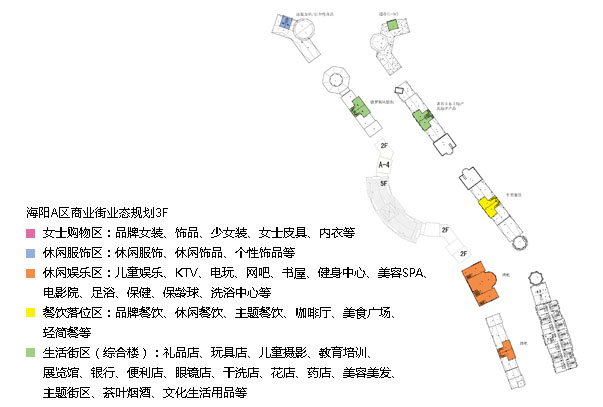 2F
A-4
5F
2F
2F
海阳A区商业街业态规划3F
女士购物区：品牌女装、饰品、少女装、女士皮具、内衣等
休闲服饰区：休闲服饰、休闲饰品、个性饰品等
休闲娱乐区：儿童娱乐、KTV、电玩、网吧、书屋、健身中心、美容SPA、
电影院、足浴、保健、保龄球、洗浴中心等
餐饮落位区：品牌餐饮、休闲餐饮、主题餐饮、咖啡厅、美食广场、
轻简餐等
生活街区（综合楼）：礼品店、玩具店、儿童摄影、教育培训、
展览馆、银行、便利店、眼镜店、干洗店、花店、药店、美容美发、
主题街区、茶叶烟酒、文化生活用品等